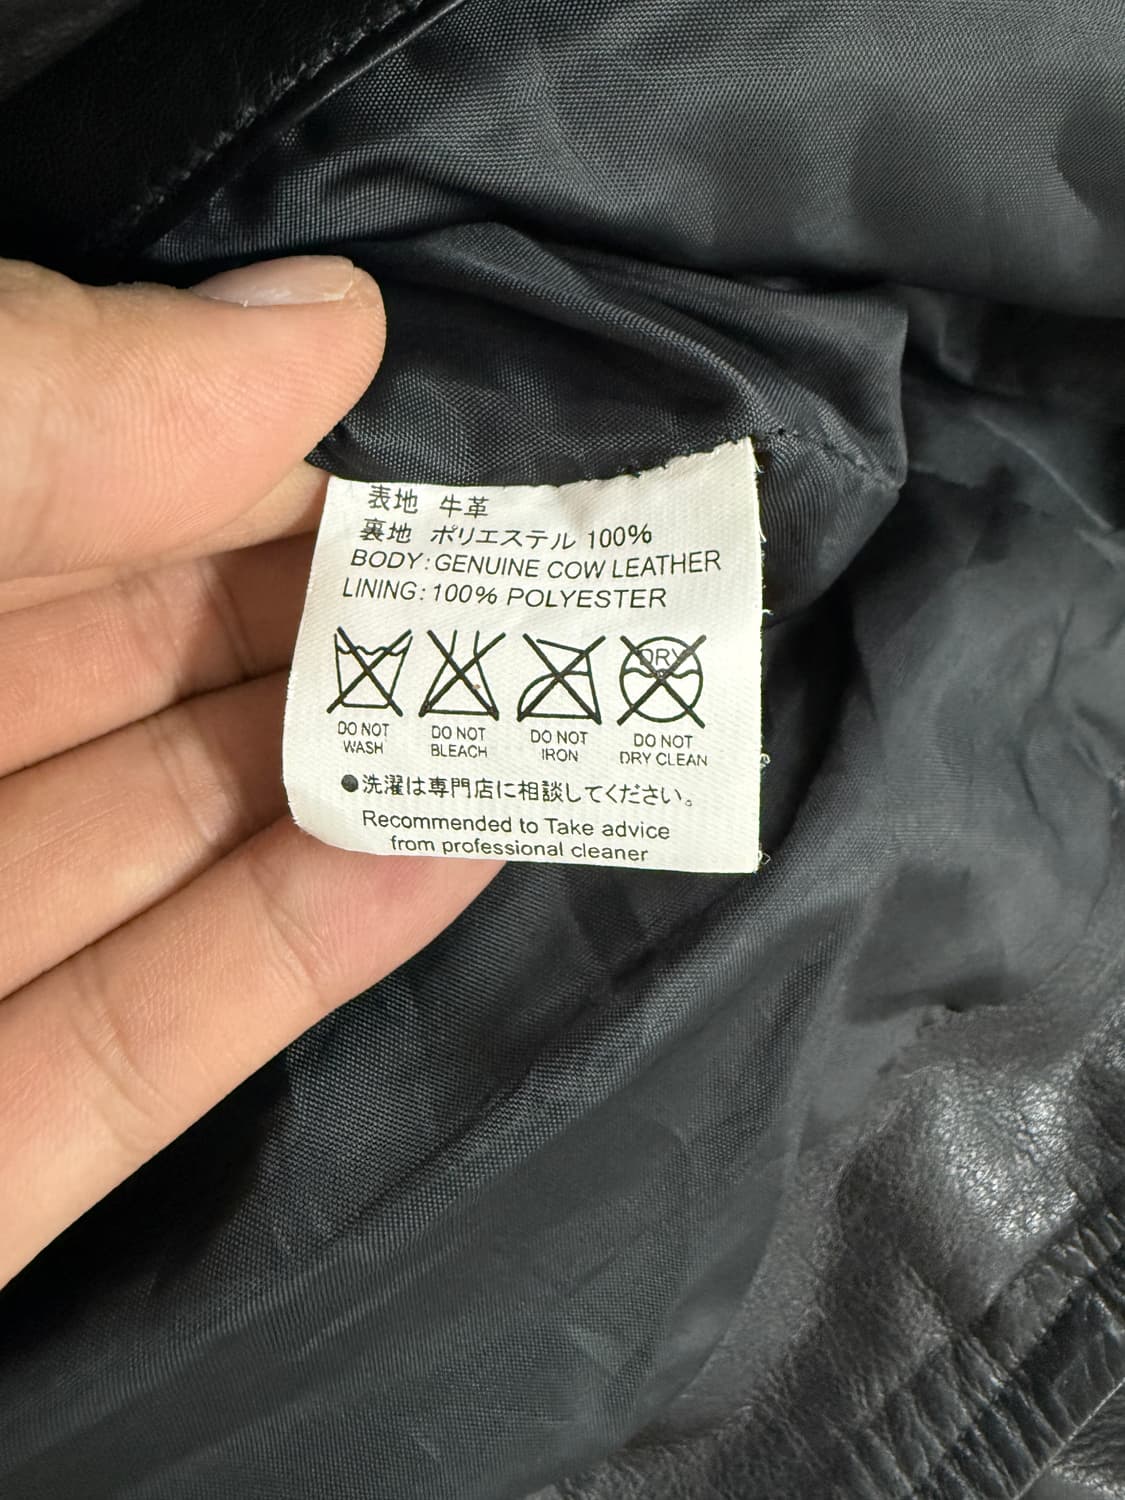 表地 牛革
裏地 ポリエステル 100%
BODY: GENUINE COW LEATHER
LINING: 100% POLYESTER
DRY
DO NOT WASH
DO NOT BLEACH
DO NOT IRON
DO NOT DRY CLEAN
●洗濯は専門店に相談してください。
Recommended to Take advice
from professional cleaner